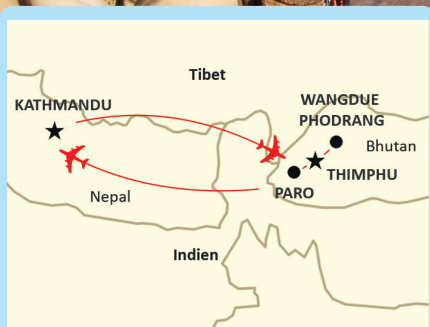 Tibet
KATHMANDU
WANGDUE
PHODRANG
Bhutan
THIMPHU
PARO
Nepal
Indien